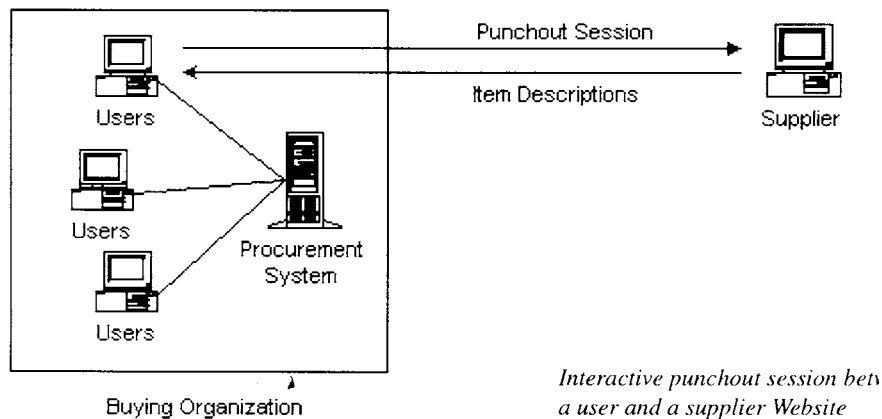 Punchout Session
Item Descriptions
Users
Supplier
Users
Procurement
System
Users
Buying Organization
Interactive punchout session
a user and a supplier Website